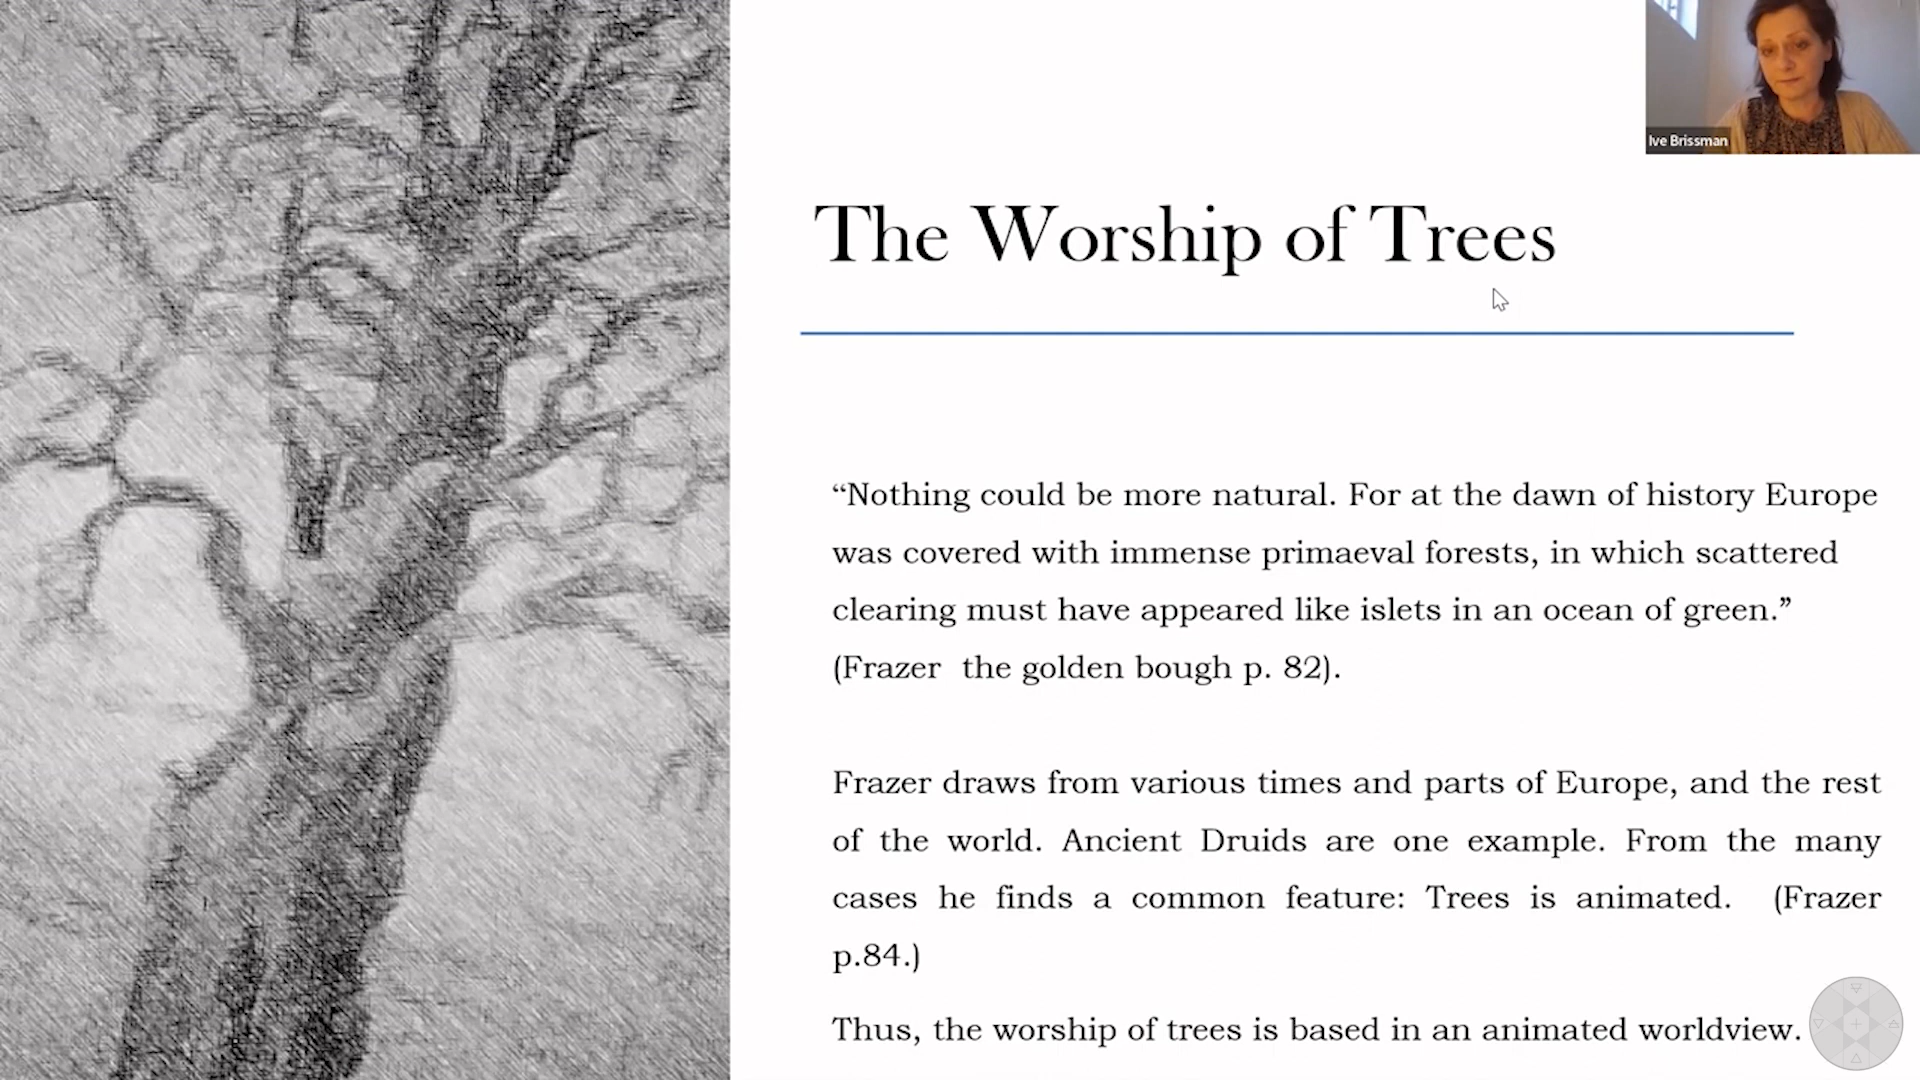 Ive Brissman
The Worship of Trees
“Nothing could be more natural. For at the dawn of history Europe
was covered with immense primaeval forests, in which scattered
clearing must have appeared like islets in an ocean of green.”
(Frazer  the golden bough p. 82).
Frazer draws from various times and parts of Europe, and the rest
of the world. Ancient Druids are one example. From the many
cases he finds a common feature: Trees is animated.  (Frazer
p.84.)
Thus, the worship of trees is based in an animated worldview.